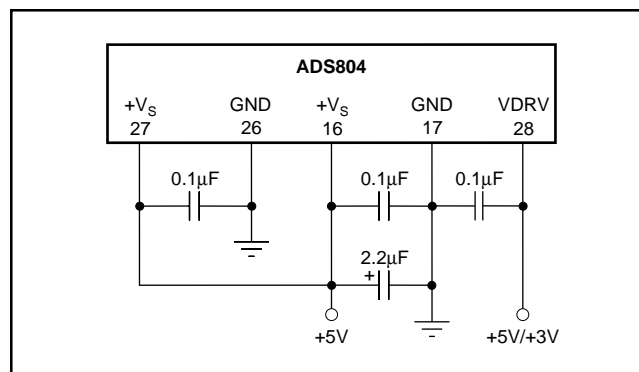 ADS804
+VS GND +VS GND VDRV
27 26 16 17 28
0.1µF 0.1µF 0.1µF
2.2µF
+
+5V +5V/+3V